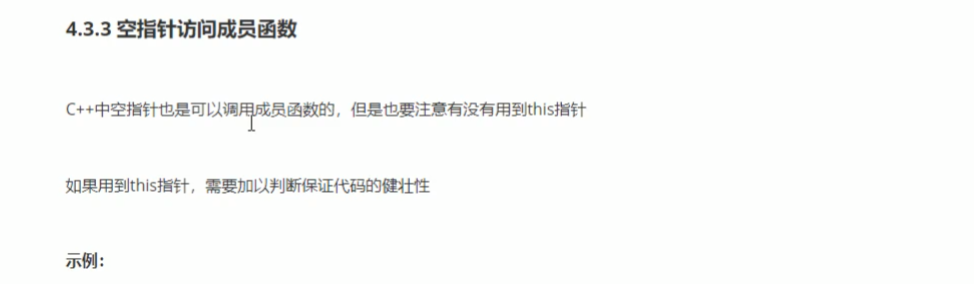 4.3.3 空指针访问成员函数
C++中空指针也是可以调用成员函数的，但是也要注意有没有用到this指针
如果用到this指针，需要加以判断保证代码的健壮性
示例：